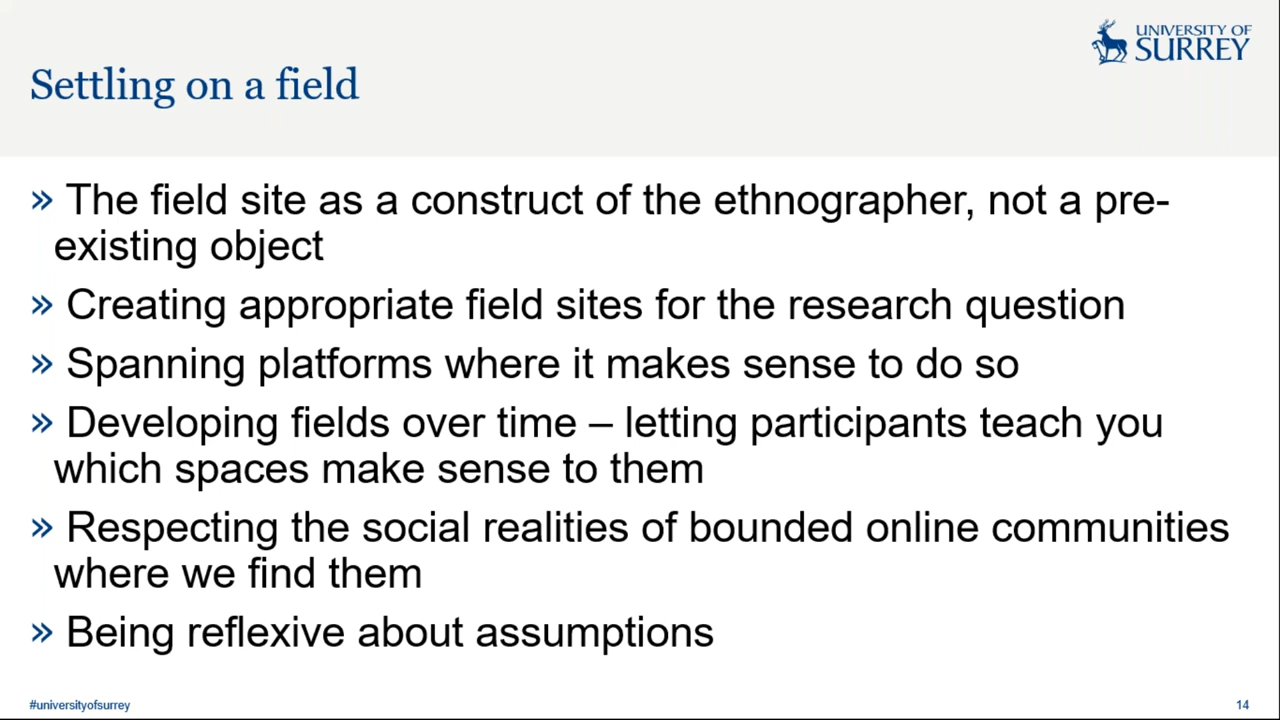 UNIVERSITY OF
SURREY
Settling on a field
» The field site as a construct of the ethnographer, not a pre-
existing object
» Creating appropriate field sites for the research question
» Spanning platforms where it makes sense to do so
» Developing fields over time – letting participants teach you
which spaces make sense to them
» Respecting the social realities of bounded online communities
where we find them
» Being reflexive about assumptions
#universityofsurrey
14